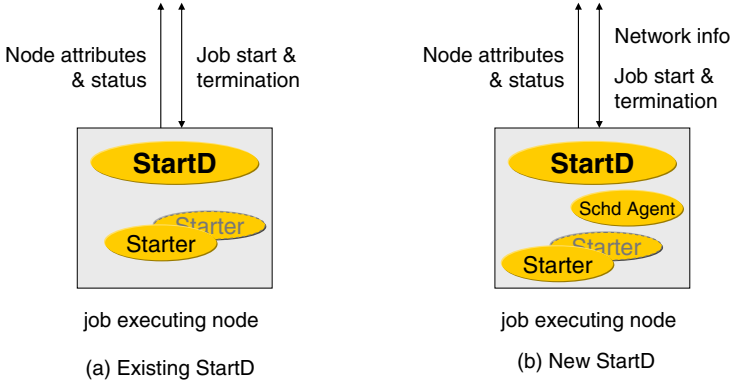 Node attributes
& status
Job start &
termination
StartD
Starter
Starter
job executing node
(a) Existing StartD
Node attributes
& status
Network info
Job start &
termination
StartD
Schd Agent
Starter
Starter
job executing node
(b) New StartD